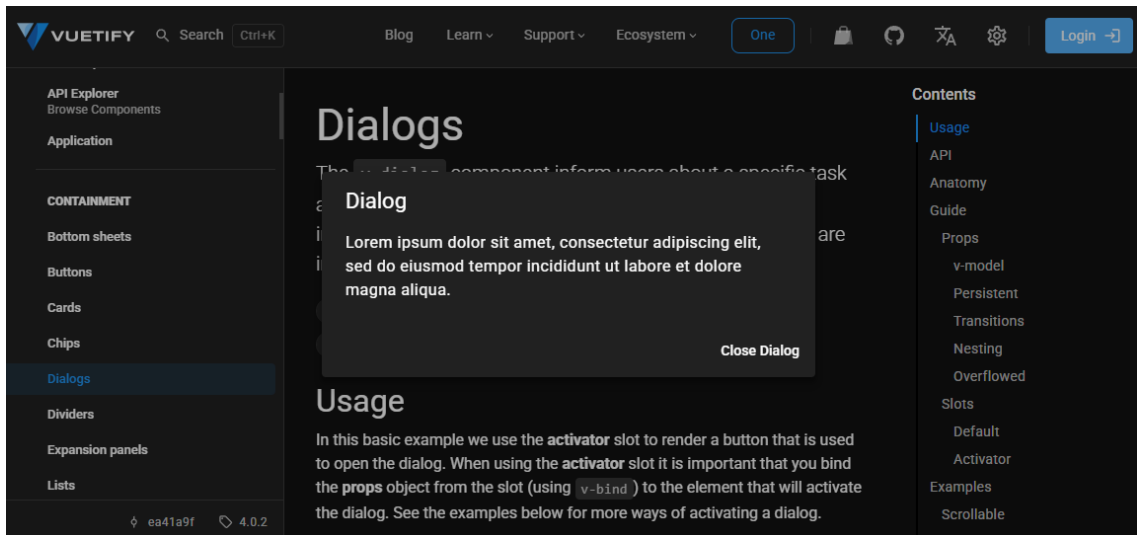 VUETIFY
Search Ctrl+K
Blog
Learn
Support
Ecosystem
One
Login
API Explorer
Browse Components
Application
CONTAINMENT
Bottom sheets
Buttons
Cards
Chips
Dialogs
Dividers
Expansion panels
Lists
ea41a9f
4.0.2
Dialogs
The v-dialog component inform users about a specific task
are
Dialog
Lorem ipsum dolor sit amet, consectetur adipiscing elit,
sed do eiusmod tempor incididunt ut labore et dolore
magna aliqua.
Close Dialog
Usage
In this basic example we use the activator slot to render a button that is used
to open the dialog. When using the activator slot it is important that you bind
the props object from the slot (using v-bind ) to the element that will activate
the dialog. See the examples below for more ways of activating a dialog.
Contents
Usage
API
Anatomy
Guide
Props
v-model
Persistent
Transitions
Nesting
Overflowed
Slots
Default
Activator
Examples
Scrollable